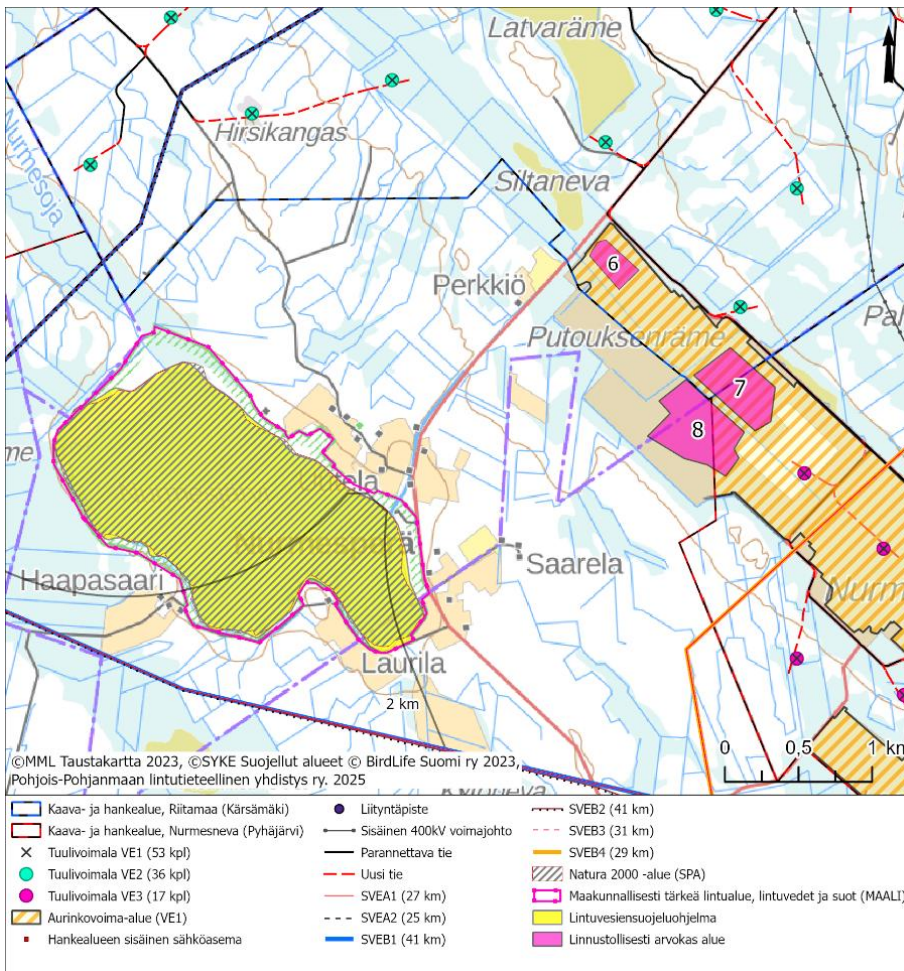 Latvaräme
Hirsikangas
Nurmesoja
Siltaneva
6
Perkkiö
Putouksenräme
Pal
7
8
me
ela
Haapasaari
Saarela
Nurm
Laurila
2 km
0 0,5 1 km
©MML Taustakartta 2023, ©SYKE Suojellut alueet © BirdLife Suomi ry 2023,
Pohjois-Pohjanmaan lintutieteellinen yhdistys ry. 2025
Kaava- ja hankealue, Riitamaa (Kärsämäki)
Kaava- ja hankealue, Nurmesneva (Pyhäjärvi)
Tuulivoimala VE1 (53 kpl)
Tuulivoimala VE2 (36 kpl)
Tuulivoimala VE3 (17 kpl)
Aurinkovoima-alue (VE1)
Hankealueen sisäinen sähköasema
Liityntäpiste
Sisäinen 400kV voimajohto
Parannettava tie
Uusi tie
SVEA1 (27 km)
SVEA2 (25 km)
SVEB1 (41 km)
SVEB2 (41 km)
SVEB3 (31 km)
SVEB4 (29 km)
Natura 2000 -alue (SPA)
Maakunnallisesti tärkeä lintualue, lintuvedet ja suot (MAALI)
Lintuvesiensuojeluohjelma
Linnustollisesti arvokas alue